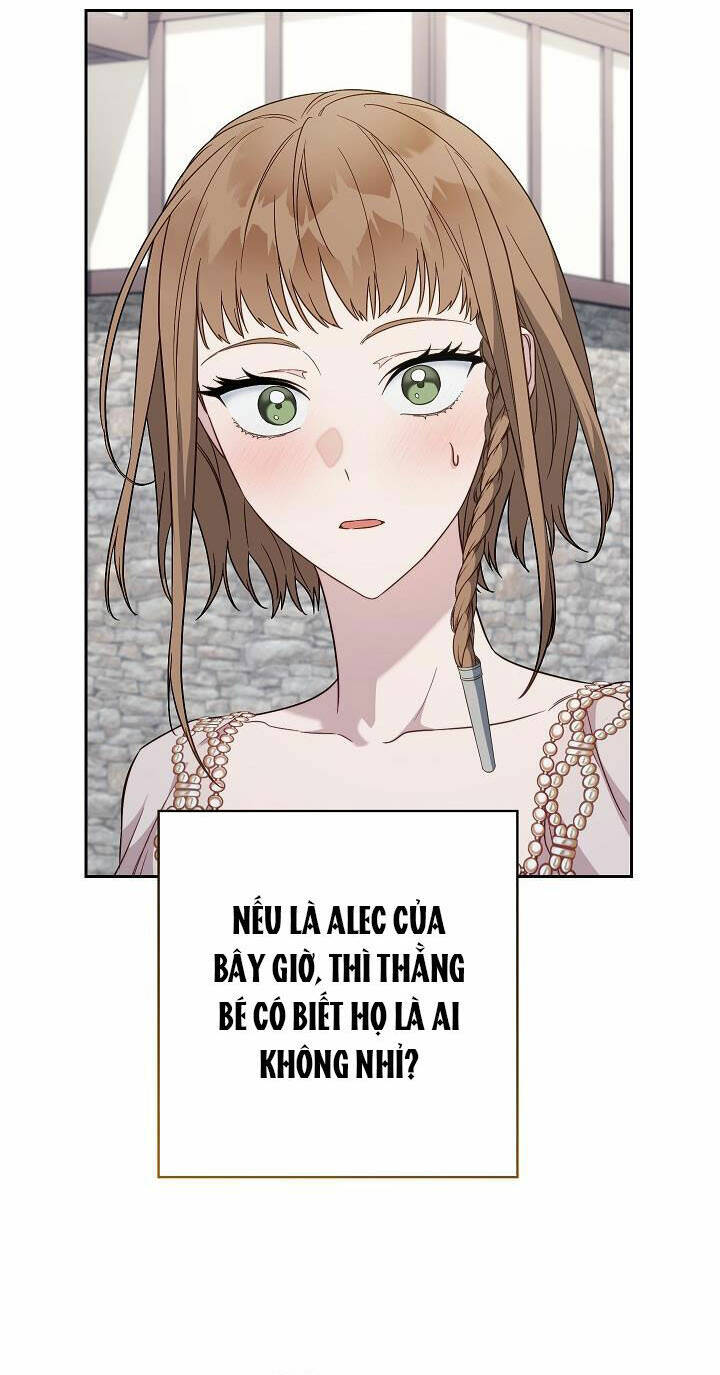 NẾU LÀ ALEC CỦA
BÂY GIỜ, THÌ THẰNG
BÉ CÓ BIẾT HỌ LÀ AI
KHÔNG NHỈ?